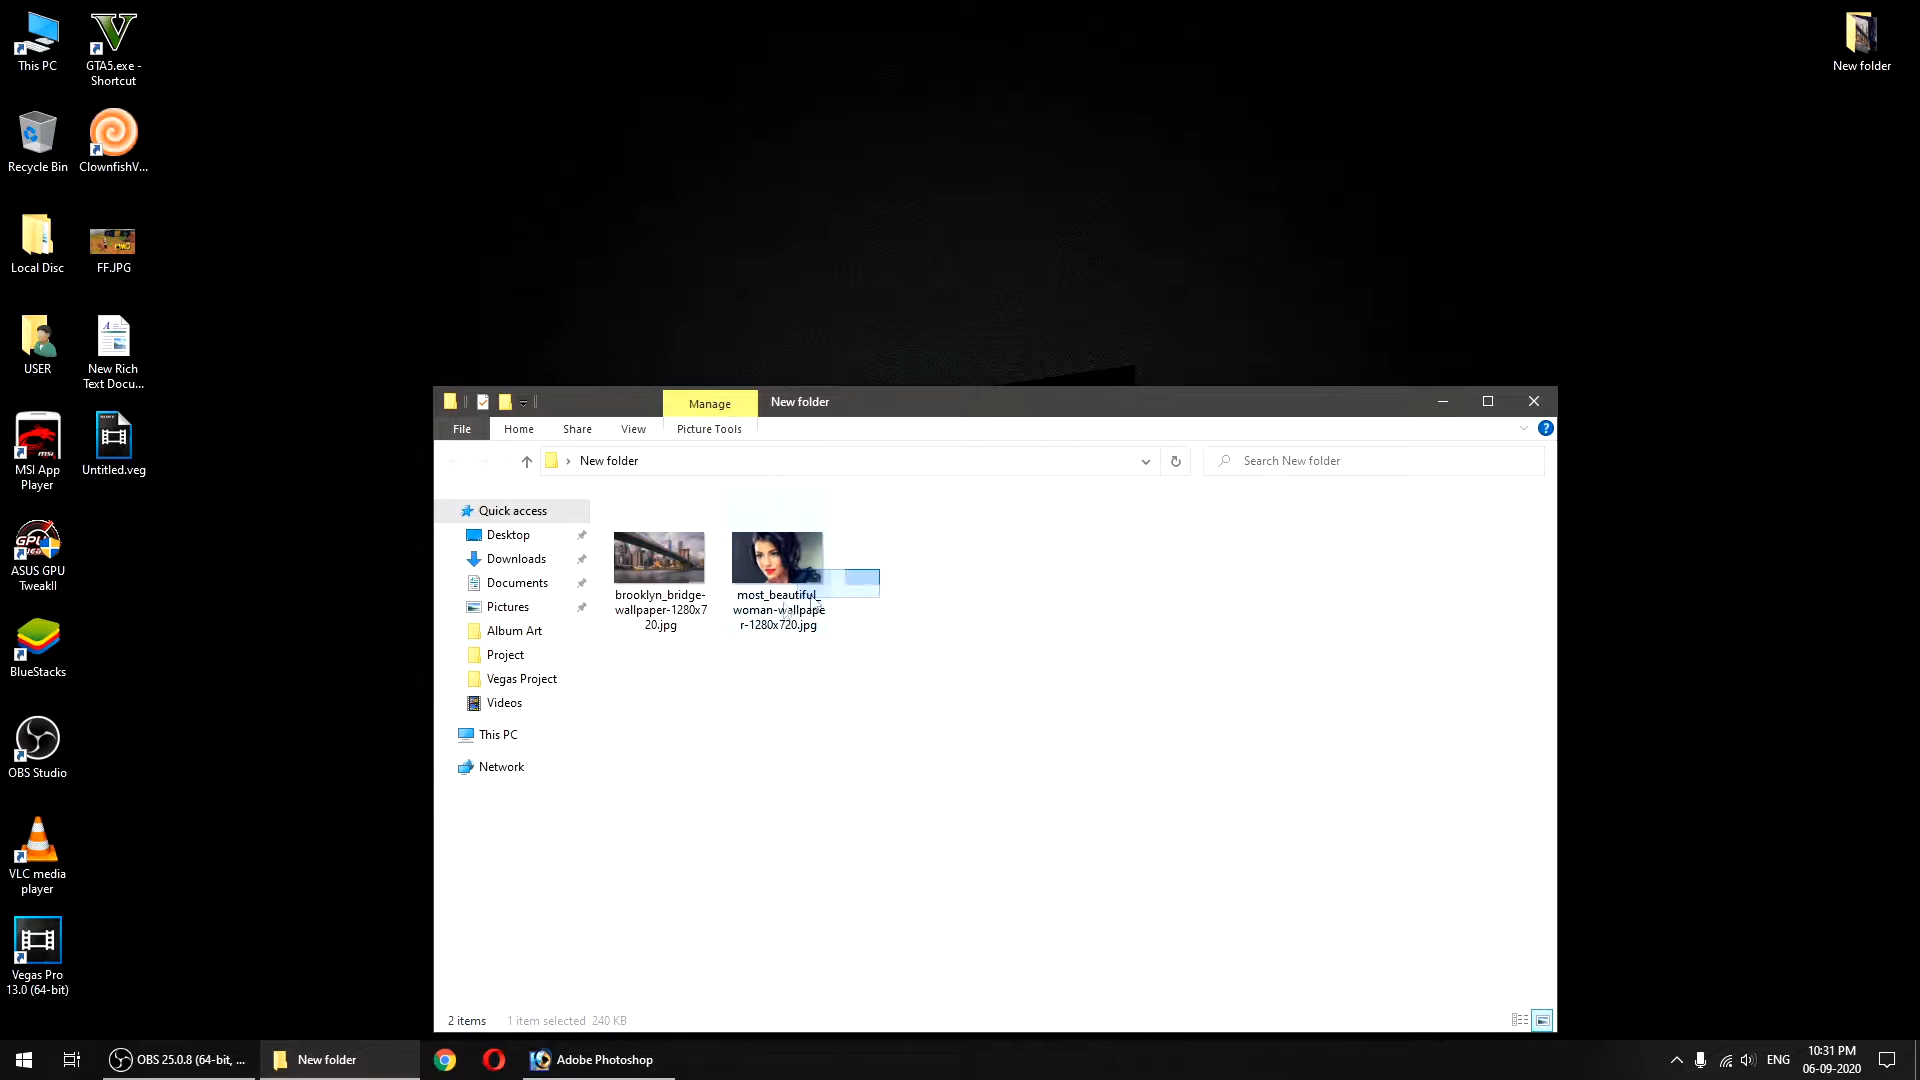 This PC
GTA5.exe -
Shortcut
New folder
Recycle Bin
ClownfishV...
Local Disc
FF.JPG
USER
New Rich
Text Docu...
MSI App
Player
Untitled.veg
ASUS GPU
TweakII
BlueStacks
OBS Studio
VLC media
player
Vegas Pro
13.0 (64-bit)
Manage
New folder
File
Home
Share
View
Picture Tools
New folder
Search New folder
Quick access
Desktop
Downloads
Documents
Pictures
Album Art
Project
Vegas Project
Videos
This PC
Network
brooklyn_bridge-
wallpaper-1280x7
20.jpg
most_beautiful_
woman-wallpape
r-1280x720.jpg
2 items
1 item selected 240 KB
OBS 25.0.8 (64-bit, ...
New folder
Adobe Photoshop
ENG
10:31 PM
06-09-2020